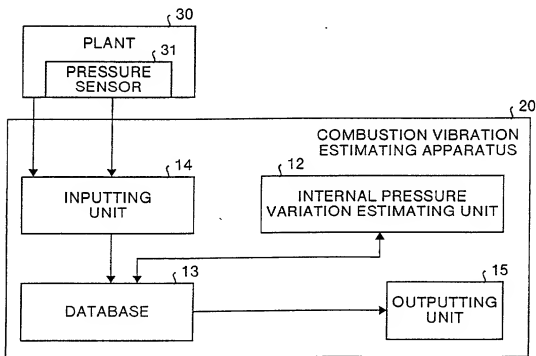 30
PLANT
31
PRESSURE
SENSOR
20
COMBUSTION VIBRATION
ESTIMATING APPARATUS
14
INPUTTING
UNIT
12
INTERNAL PRESSURE
VARIATION ESTIMATING UNIT
13
DATABASE
15
OUTPUTTING
UNIT